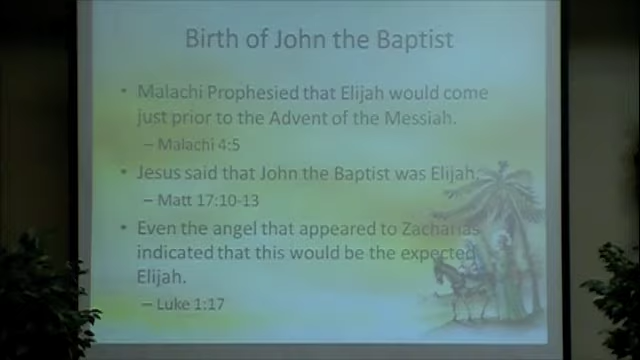 Birth of John the Baptist
• Malachi Prophesied that Elijah would come
just prior to the Advent of the Messiah.
– Malachi 4:5
• Jesus said that John the Baptist was Elijah.
– Matt 17:10-13
• Even the angel that appeared to Zacharias
indicated that this would be the expected
Elijah.
– Luke 1:17